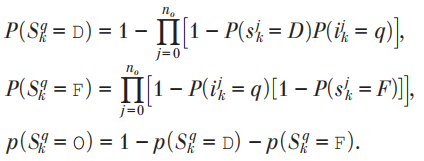 P(S_k^q = D) = 1 − ∏_{j=0}^{n_o} [1 − P(s_k^j = D)P(i_k^j = q)],
P(S_k^q = F) = ∏_{j=0}^{n_o} [1 − P(i_k^j = q)[1 − P(s_k^j = F)]],
p(S_k^q = O) = 1 − p(S_k^q = D) − p(S_k^q = F).